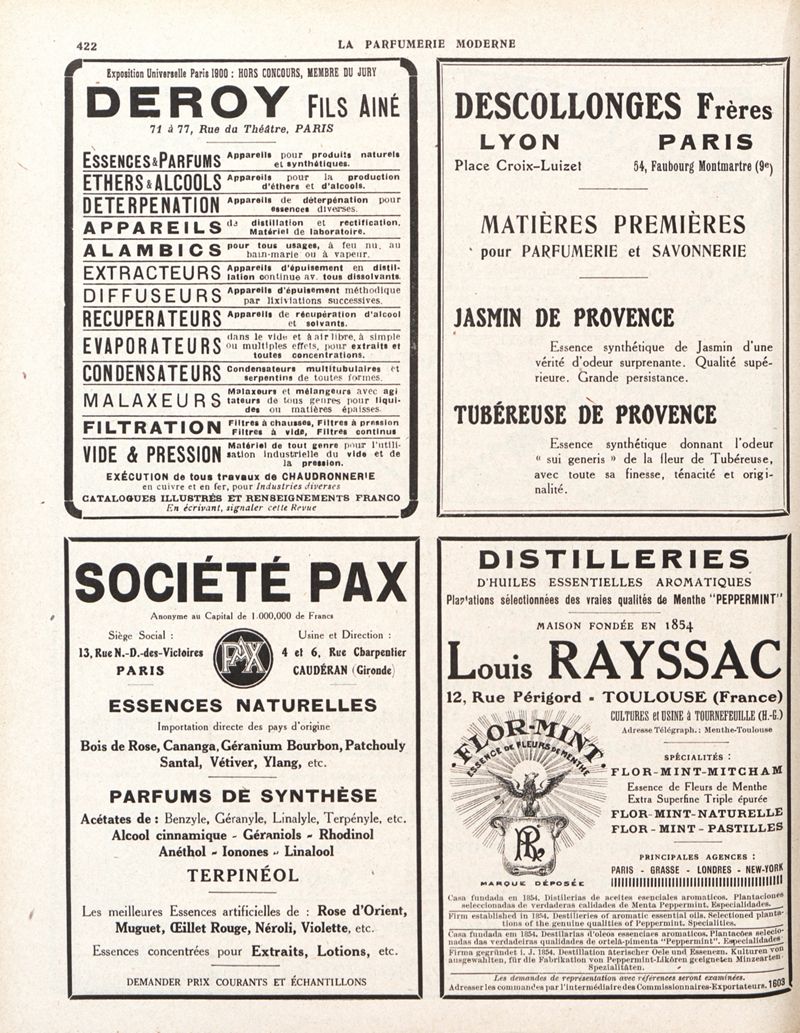 422
LA PARFUMERIE MODERNE
Exposition Universelle Paris 1900 : HORS CONCOURS, MEMBRE DU JURY
DEROY FILS AINÉ
71 à 77, Rue du Théâtre, PARIS
ESSENCES & PARFUMS Appareils pour produits naturels
et synthétiques.
ETHERS & ALCOOLS Appareils pour la production
d'éthers et d'alcools.
DETERPENATION Appareils de déterpénation pour
essences diverses.
APPAREILS de distillation et rectification.
Matériel de laboratoire.
ALAMBICS pour tous usages, à feu nu, au
bain-marie ou à vapeur.
EXTRACTEURS Appareils d'épuisement en distil-
lation continue av. tous dissolvants.
DIFFUSEURS Appareils d'épuisement méthodique
par lixiviations successives.
RECUPERATEURS Appareils de récupération d'alcool
et solvants.
EVAPORATEURS dans le vide et à air libre, à simple
ou multiples effets, pour extraits et
toutes concentrations.
CONDENSATEURS Condensateurs multitubulaires et
serpentins de toutes formes.
MALAXEURS Malaxeurs et mélangeurs avec agi
tateurs de tous genres pour liqui-
des ou matières épaisses.
FILTRATION Filtres à chausses, Filtres à pression
Filtres à vide, Filtres continus
VIDE & PRESSION Matériel de tout genre pour l'utili-
sation industrielle du vide et de
la pression.
EXÉCUTION de tous travaux de CHAUDRONNERIE
en cuivre et en fer, pour Industries diverses
CATALOGUES ILLUSTRÉS ET RENSEIGNEMENTS FRANCO
En écrivant, signaler cette Revue
DESCOLLONGES Frères
LYON PARIS
Place Croix-Luizet 54, Faubourg Montmartre (9e)
MATIÈRES PREMIÈRES
pour PARFUMERIE et SAVONNERIE
JASMIN DE PROVENCE
Essence synthétique de Jasmin d'une
vérité d'odeur surprenante. Qualité supé-
rieure. Grande persistance.
TUBÉREUSE DE PROVENCE
Essence synthétique donnant l'odeur
« sui generis » de la fleur de Tubéreuse,
avec toute sa finesse, ténacité et origi-
nalité.
SOCIÉTÉ PAX
Anonyme au Capital de 1.000,000 de Francs
Siège Social :
13, Rue N.-D.-des-Victoires
PARIS
PAX
Usine et Direction :
4 et 6, Rue Charpentier
CAUDÉRAN (Gironde)
ESSENCES NATURELLES
Importation directe des pays d'origine
Bois de Rose, Cananga, Géranium Bourbon, Patchouly
Santal, Vétiver, Ylang, etc.
PARFUMS DE SYNTHÈSE
Acétates de : Benzyle, Géranyle, Linalyle, Terpényle, etc.
Alcool cinnamique - Géraniols - Rhodinol
Anéthol - Ionones - Linalool
TERPINÉOL
Les meilleures Essences artificielles de : Rose d'Orient,
Muguet, Œillet Rouge, Néroli, Violette, etc.
Essences concentrées pour Extraits, Lotions, etc.
DEMANDER PRIX COURANTS ET ÉCHANTILLONS
DISTILLERIES
D'HUILES ESSENTIELLES AROMATIQUES
Plantations sélectionnées des vraies qualités de Menthe "PEPPERMINT"
MAISON FONDÉE EN 1854
Louis RAYSSAC
12, Rue Périgord - TOULOUSE (France)
FLOR-MINT
ESSENCE DE FLEURS DE MENTHE
LR
MARQUE DÉPOSÉE
CULTURES et USINE à TOURNEFEUILLE (H.-G.)
Adresse Télégraph.: Menthe-Toulouse
SPÉCIALITÉS :
FLOR-MINT-MITCHAM
Essence de Fleurs de Menthe
Extra Superfine Triple épurée
FLOR-MINT-NATURELLE
FLOR-MINT-PASTILLES
PRINCIPALES AGENCES :
PARIS - GRASSE - LONDRES - NEW-YORK
Casa fundada en 1854. Distilerias de aceites esenciales aromaticos. Plantaciones
seleccionadas de verdaderas calidades de Menta Peppermint. Especialidades.
Firm established in 1854. Destilleries of aromatic essential oils. Selectioned planta-
tions of the genuine qualities of Peppermint. Specialities.
Casa fundada em 1854. Destilarias d'oleos essenciaes aromaticos. Plantacões selecio-
nadas das verdadeiras qualidades de ortelã-pimenta "Peppermint". Especialidades
Firma gegründet i. J. 1854. Destillation äterischer Oele und Essenzen. Kulturen von
ausgewahlten, für die Fabrikation von Peppermint-Likören geeigneten Minzearten.
Spezialitäten.
Les demandes de représentation avec références seront examinées.
Adresser les commandes par l'intermédiaire des Commissionnaires-Exportateurs. 1603